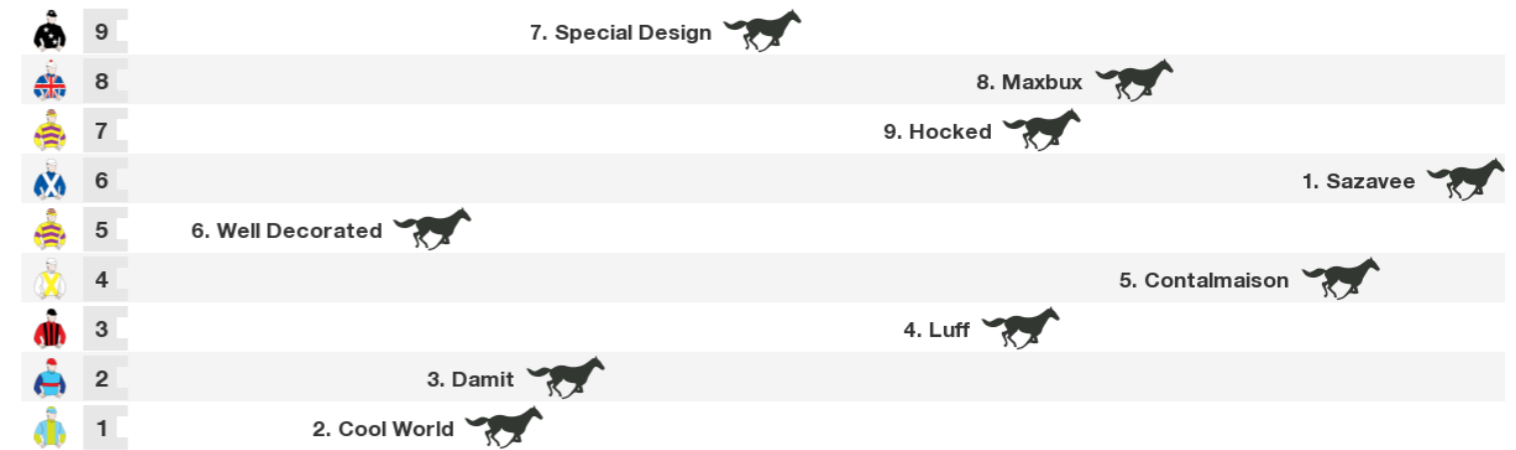 9 7. Special Design
8 8. Maxbux
7 9. Hocked
6 1. Sazavee
5 6. Well Decorated
4 5. Contalmaison
3 4. Luff
2 3. Damit
1 2. Cool World